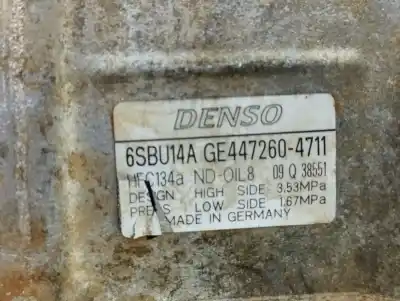 DENSO
6SBU14A GE447260-4711
HFC134a ND-OIL8 09 Q 38551
DESIGN HIGH SIDE 3.53MPa
PRESS LOW SIDE 1.67MPa
MADE IN GERMANY